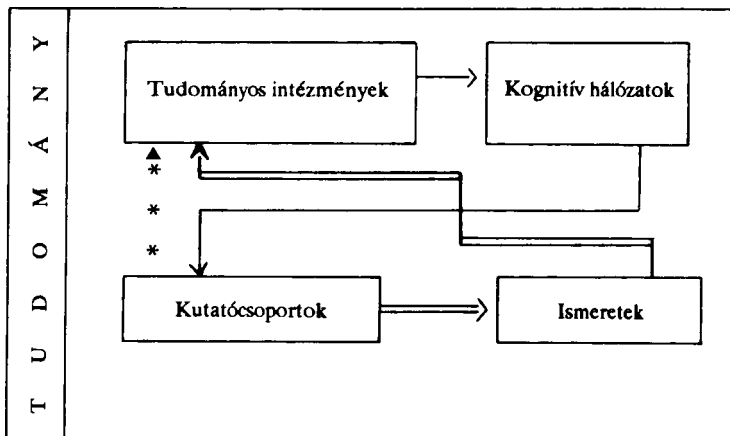 TUDOMÁNY
Tudományos intézmények
Kognitív hálózatok
*
*
*
Kutatócsoportok
Ismeretek